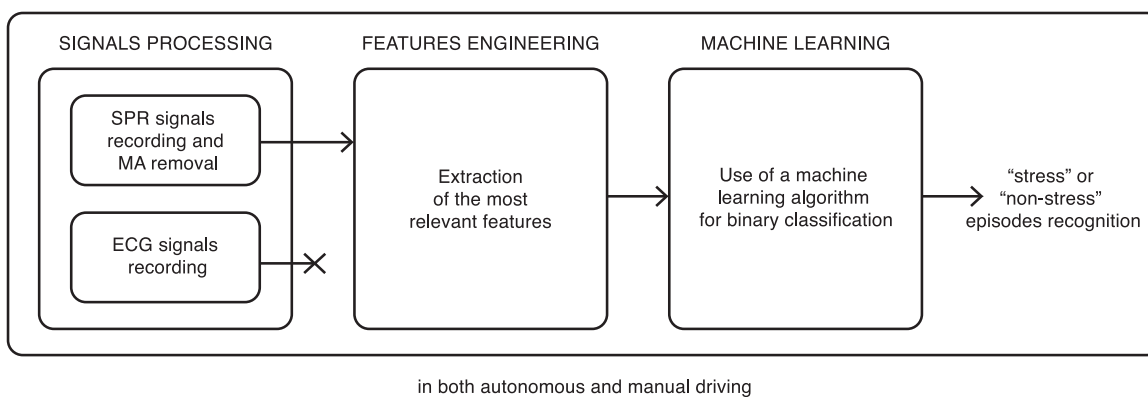 SIGNALS PROCESSING
FEATURES ENGINEERING
MACHINE LEARNING
SPR signals
recording and
MA removal
ECG signals
recording
Extraction
of the most
relevant features
Use of a machine
learning algorithm
for binary classification
“stress” or
“non-stress”
episodes recognition
in both autonomous and manual driving